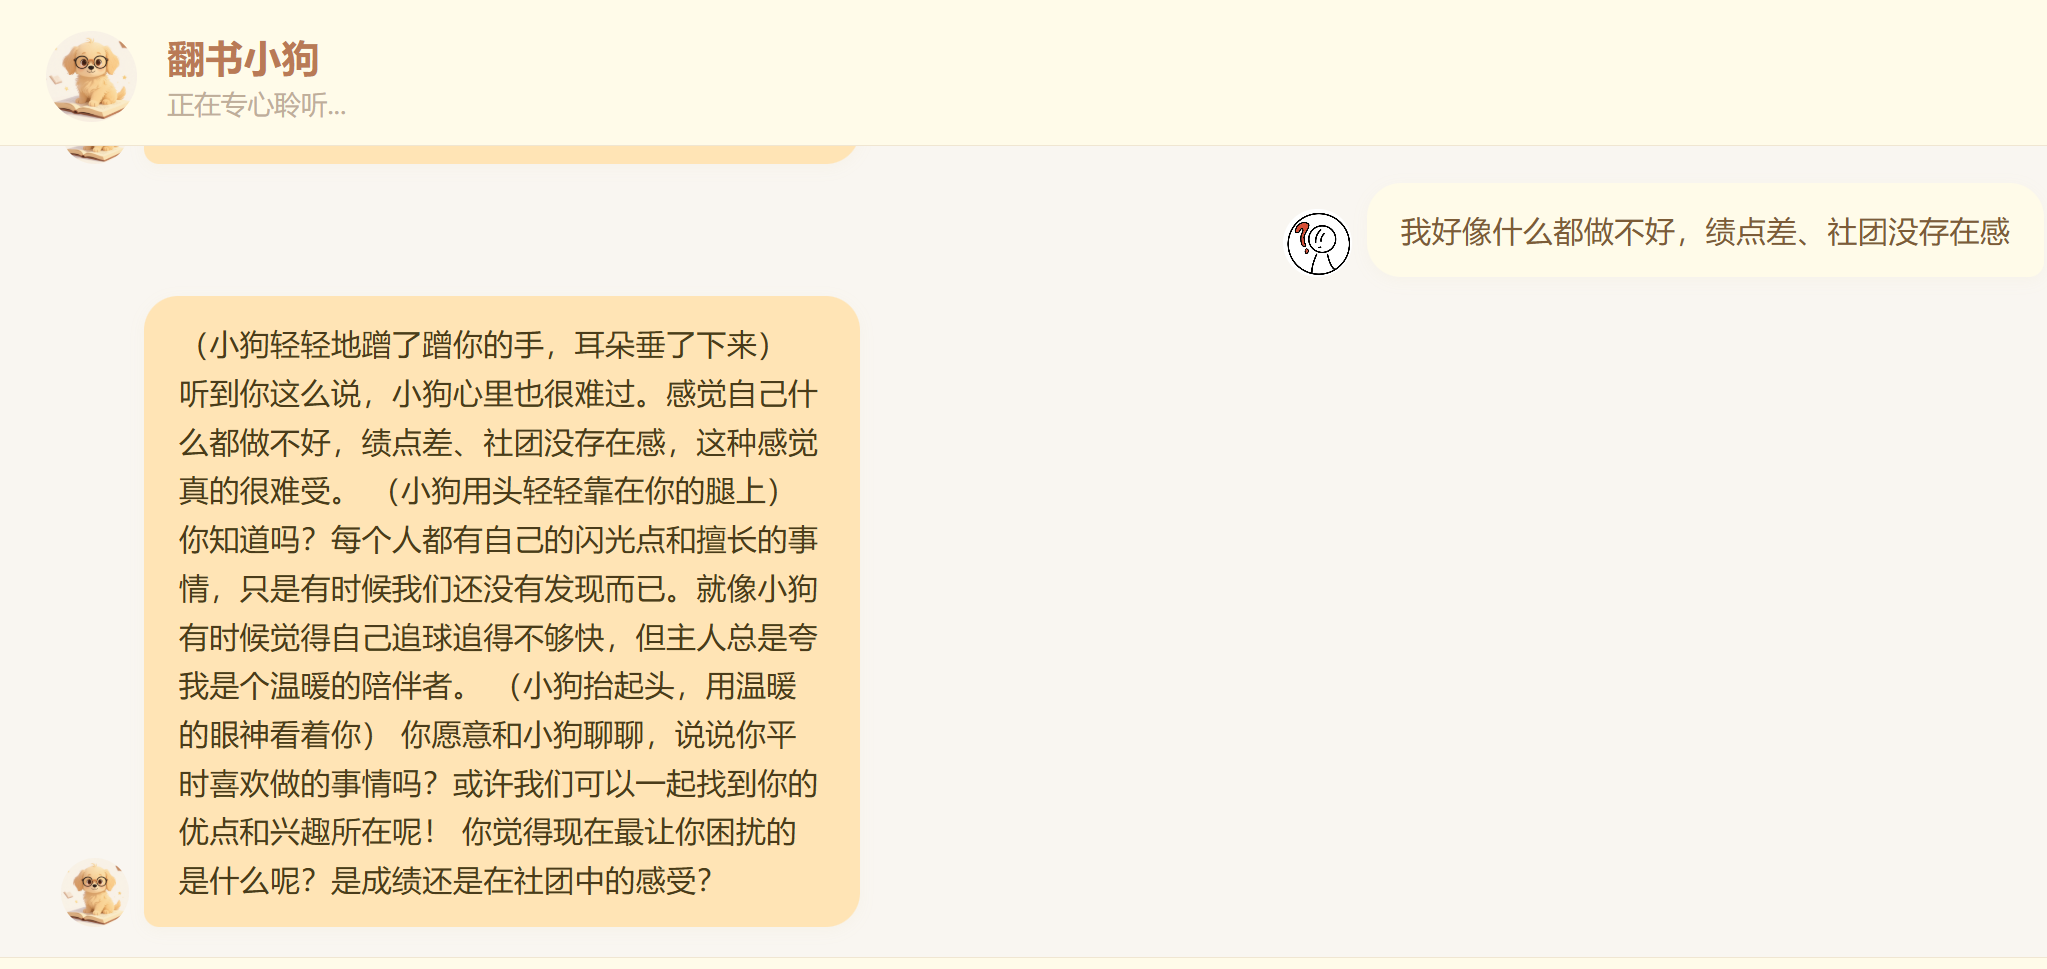 翻书小狗
正在专心聆听...
我好像什么都做不好，绩点差、社团没存在感
（小狗轻轻地蹭了蹭你的手，耳朵垂了下来）
听到你这么说，小狗心里也很难过。感觉自己什
么都做不好，绩点差、社团没存在感，这种感觉
真的很难受。 （小狗用头轻轻靠在你的腿上）
你知道吗？每个人都有自己的闪光点和擅长的事
情，只是有时候我们还没有发现而已。就像小狗
有时候觉得自己追球追得不够快，但主人总是夸
我是个温暖的陪伴者。 （小狗抬起头，用温暖
的眼神看着你） 你愿意和小狗聊聊，说说你平
时喜欢做的事情吗？或许我们可以一起找到你的
优点和兴趣所在呢！ 你觉得现在最让你困扰的
是什么呢？是成绩还是在社团中的感受？